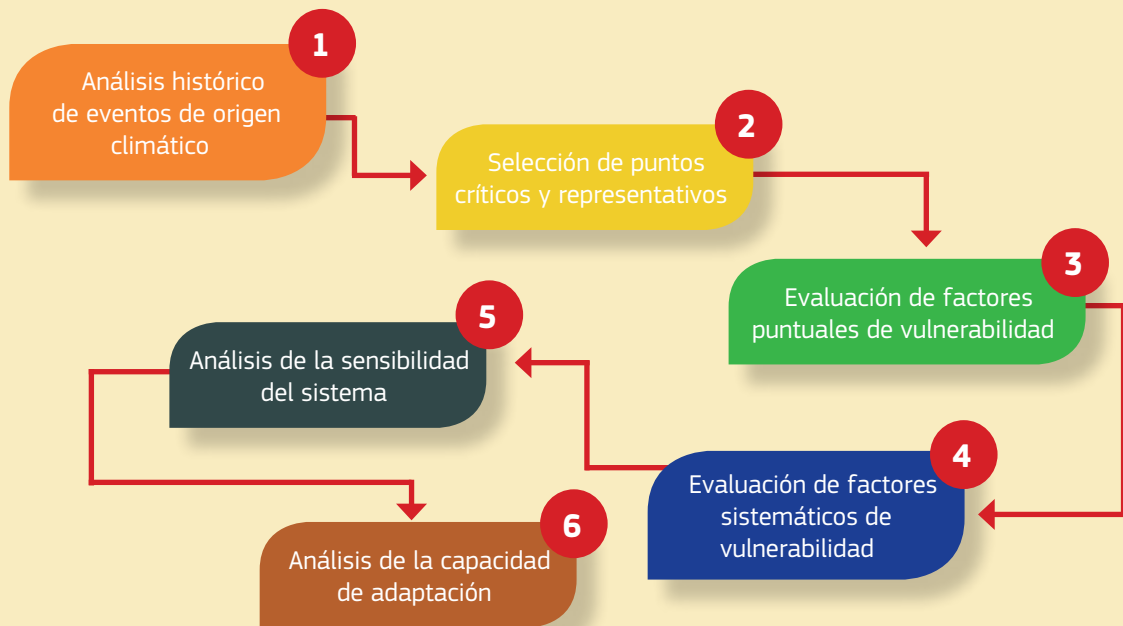 1
Análisis histórico
de eventos de origen
climático
2
Selección de puntos
críticos y representativos
3
Evaluación de factores
puntuales de vulnerabilidad
4
Evaluación de factores
sistemáticos de
vulnerabilidad
5
Análisis de la sensibilidad
del sistema
6
Análisis de la capacidad
de adaptación